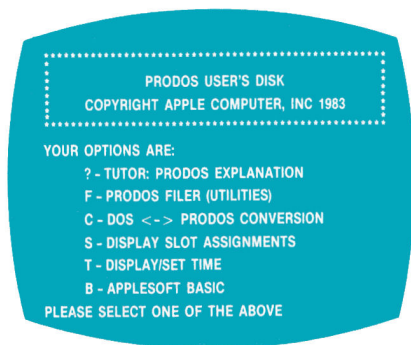 PRODOS USER'S DISK
COPYRIGHT APPLE COMPUTER, INC 1983
YOUR OPTIONS ARE:
? - TUTOR: PRODOS EXPLANATION
F - PRODOS FILER (UTILITIES)
C - DOS <-> PRODOS CONVERSION
S - DISPLAY SLOT ASSIGNMENTS
T - DISPLAY/SET TIME
B - APPLESOFT BASIC
PLEASE SELECT ONE OF THE ABOVE